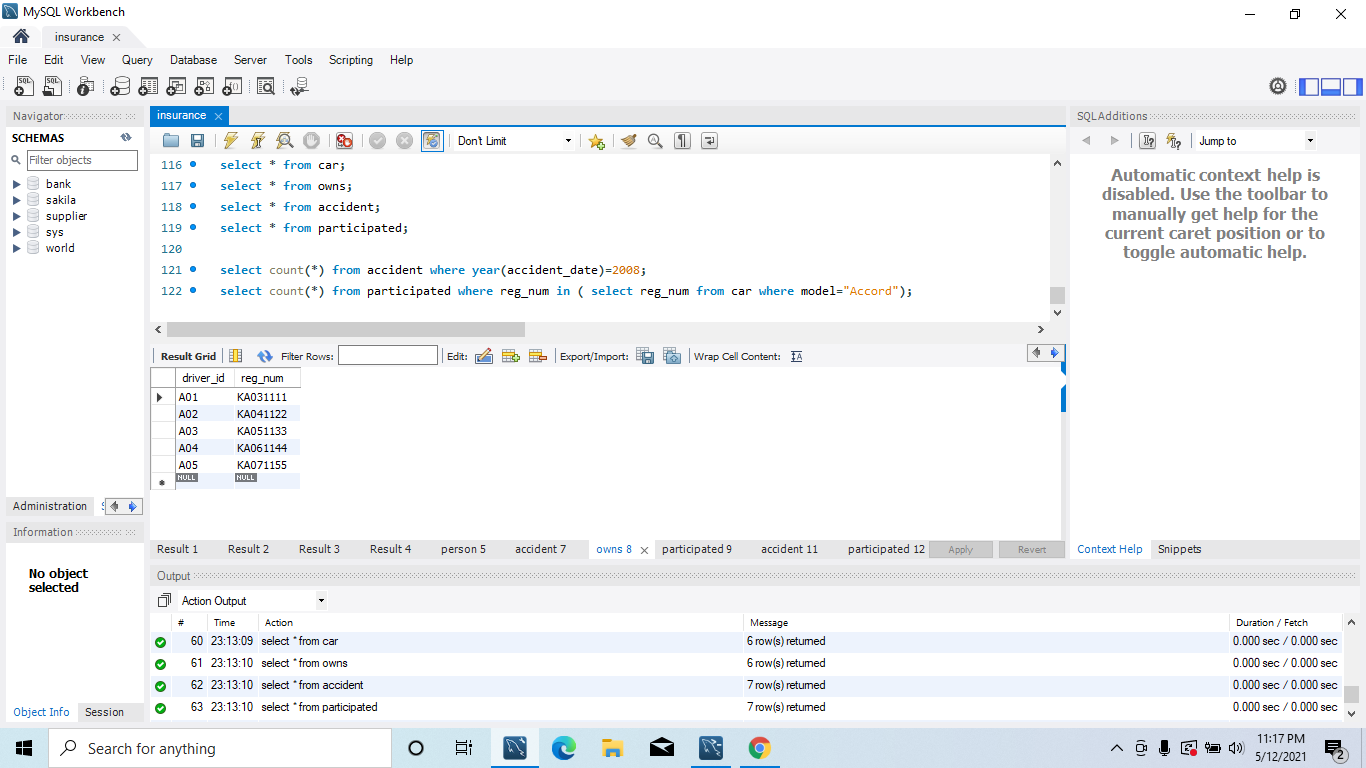 MySQL Workbench
insurance
File Edit View Query Database Server Tools Scripting Help
Navigator
SCHEMAS
Filter objects
bank
sakila
supplier
sys
world
Administration
Information
No object
selected
Object Info Session
insurance
Don't Limit
116 select * from car;
117 select * from owns;
118 select * from accident;
119 select * from participated;
120
121 select count(*) from accident where year(accident_date)=2008;
122 select count(*) from participated where reg_num in ( select reg_num from car where model="Accord");
Result Grid Filter Rows: Edit: Export/Import: Wrap Cell Content:
driver_id reg_num
A01 KA031111
A02 KA041122
A03 KA051133
A04 KA061144
A05 KA071155
NULL NULL
Result 1 Result 2 Result 3 Result 4 person 5 accident 7 owns 8 participated 9 accident 11 participated 12 Apply Revert
SQLAdditions
Jump to
Automatic context help is
disabled. Use the toolbar to
manually get help for the
current caret position or to
toggle automatic help.
Context Help Snippets
Output
Action Output
# Time Action Message Duration / Fetch
60 23:13:09 select * from car 6 row(s) returned 0.000 sec / 0.000 sec
61 23:13:10 select * from owns 6 row(s) returned 0.000 sec / 0.000 sec
62 23:13:10 select * from accident 7 row(s) returned 0.000 sec / 0.000 sec
63 23:13:10 select * from participated 7 row(s) returned 0.000 sec / 0.000 sec
Search for anything
11:17 PM
5/12/2021
2